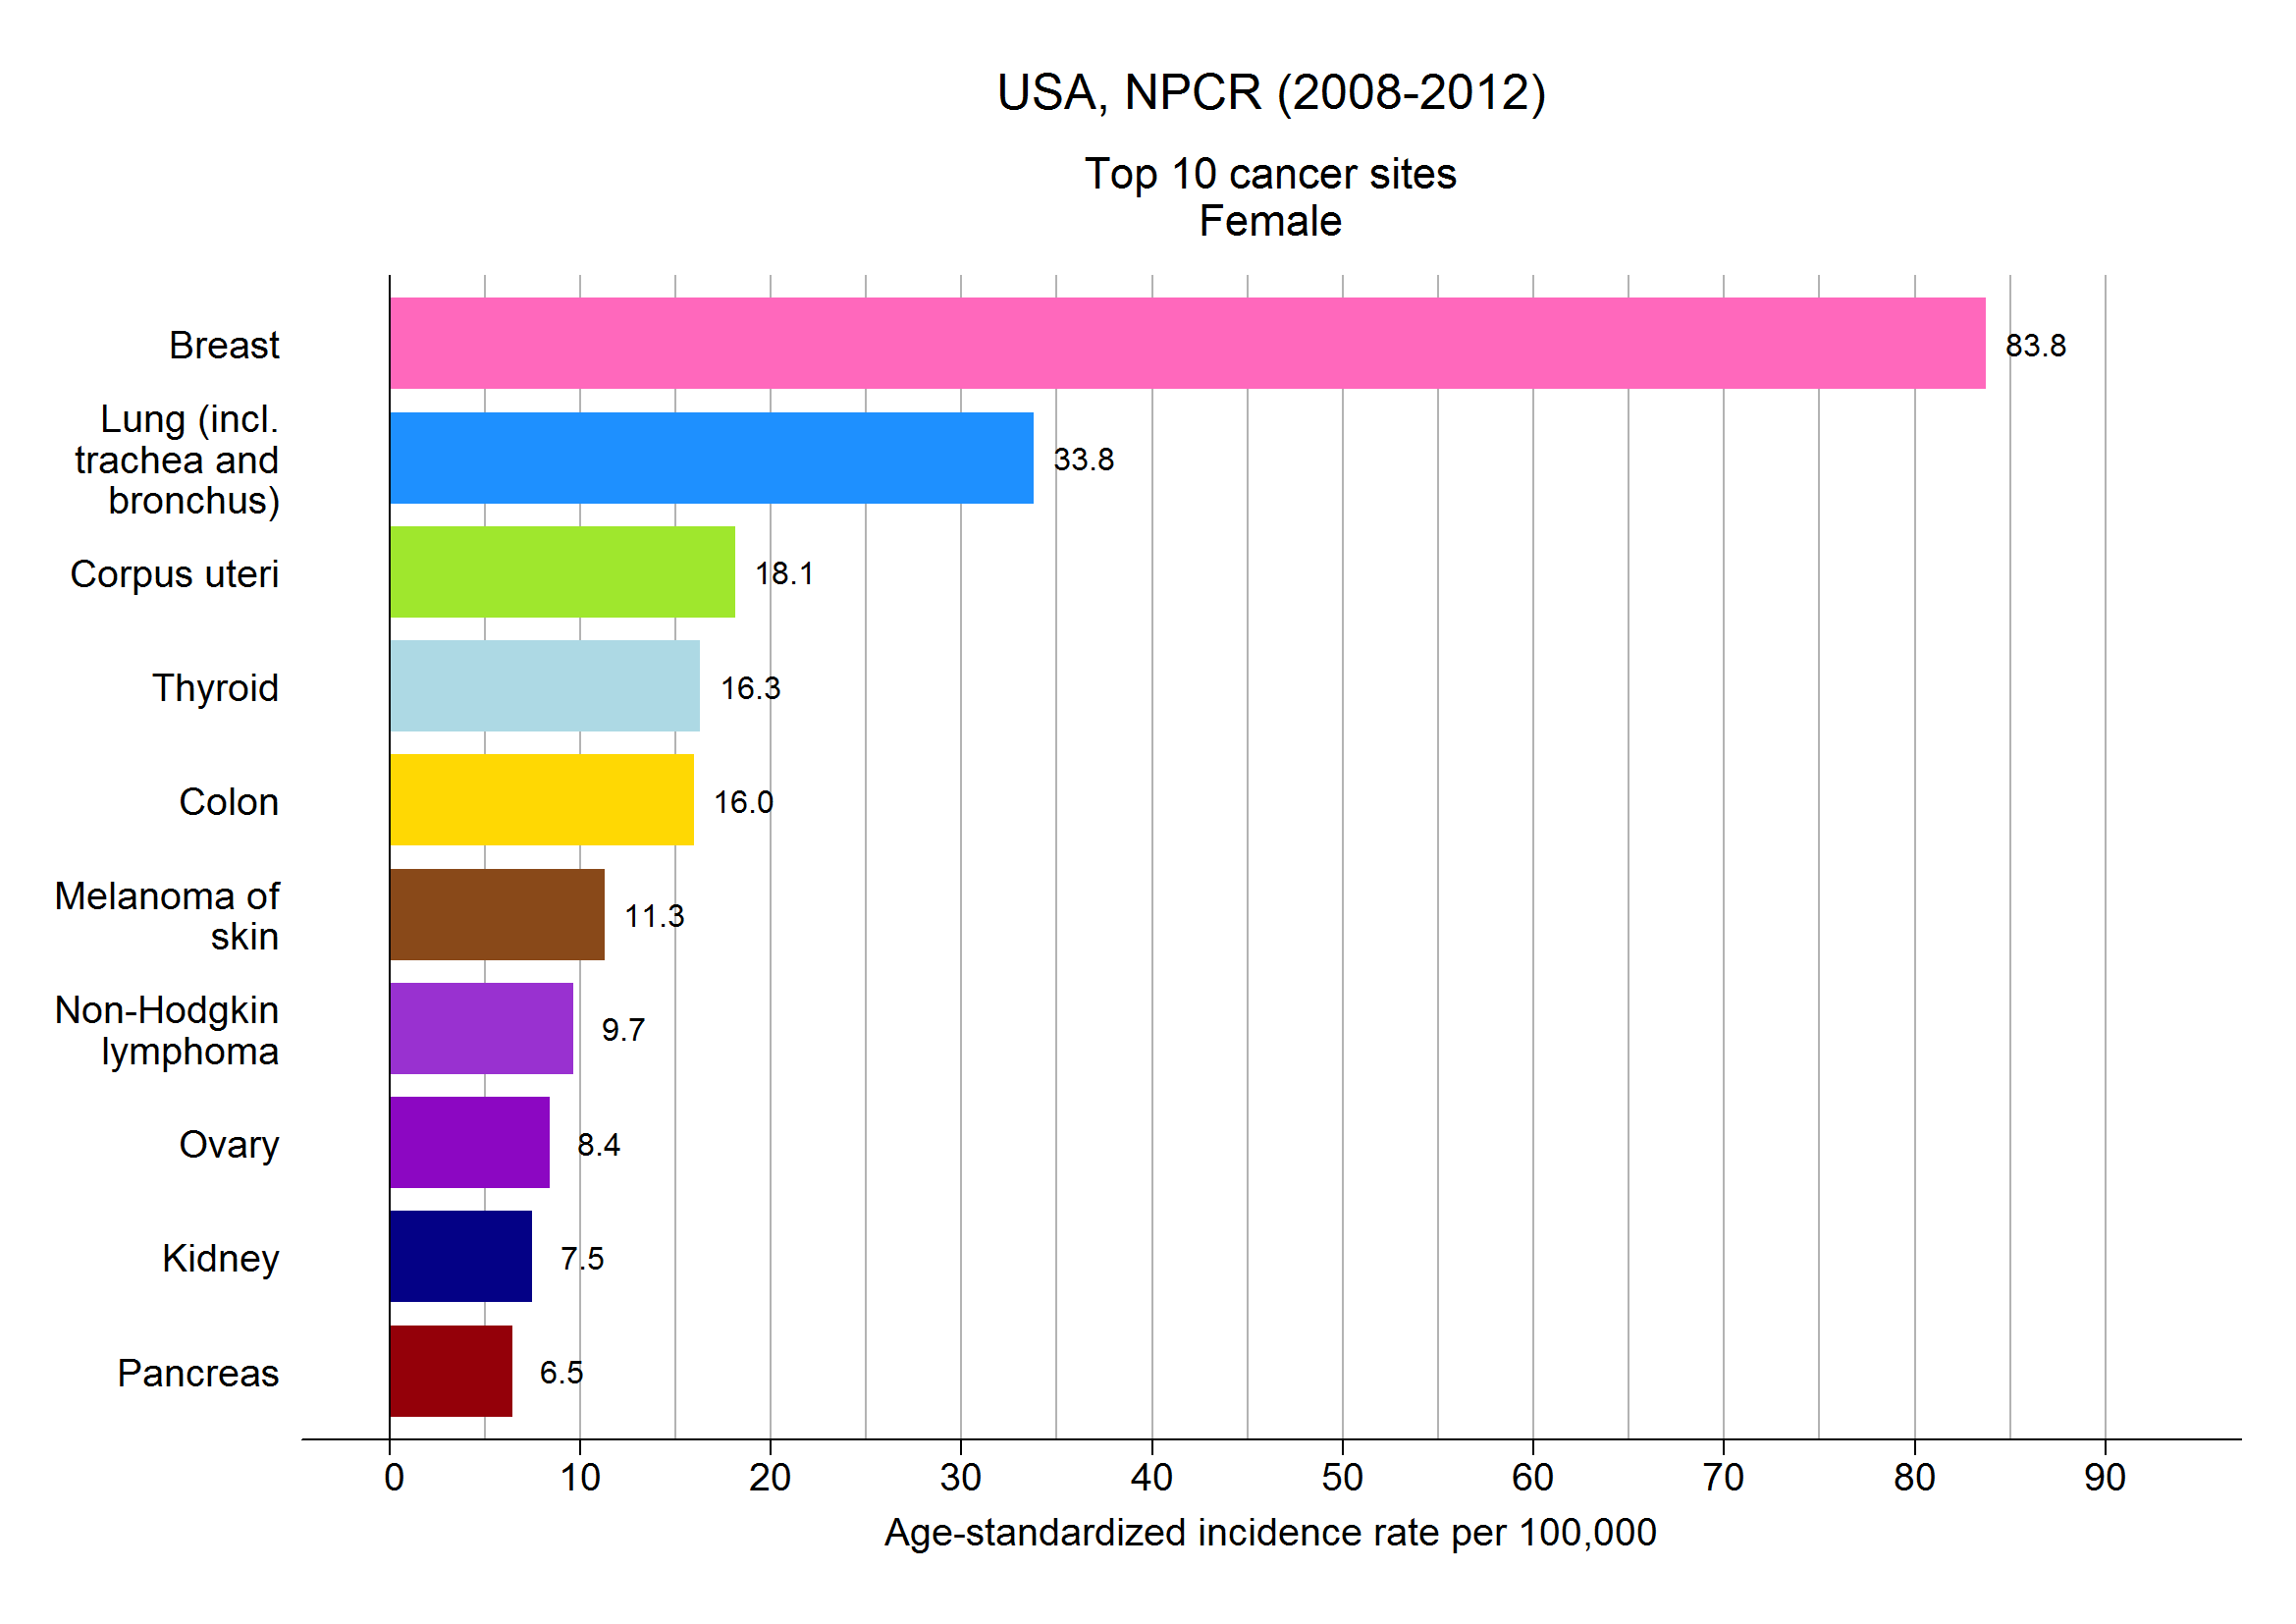 USA, NPCR (2008-2012)
Top 10 cancer sites
Female
Breast
83.8
Lung (incl.
trachea and
bronchus)
33.8
Corpus uteri
18.1
Thyroid
16.3
Colon
16.0
Melanoma of
skin
11.3
Non-Hodgkin
lymphoma
9.7
Ovary
8.4
Kidney
7.5
Pancreas
6.5
0 10 20 30 40 50 60 70 80 90
Age-standardized incidence rate per 100,000